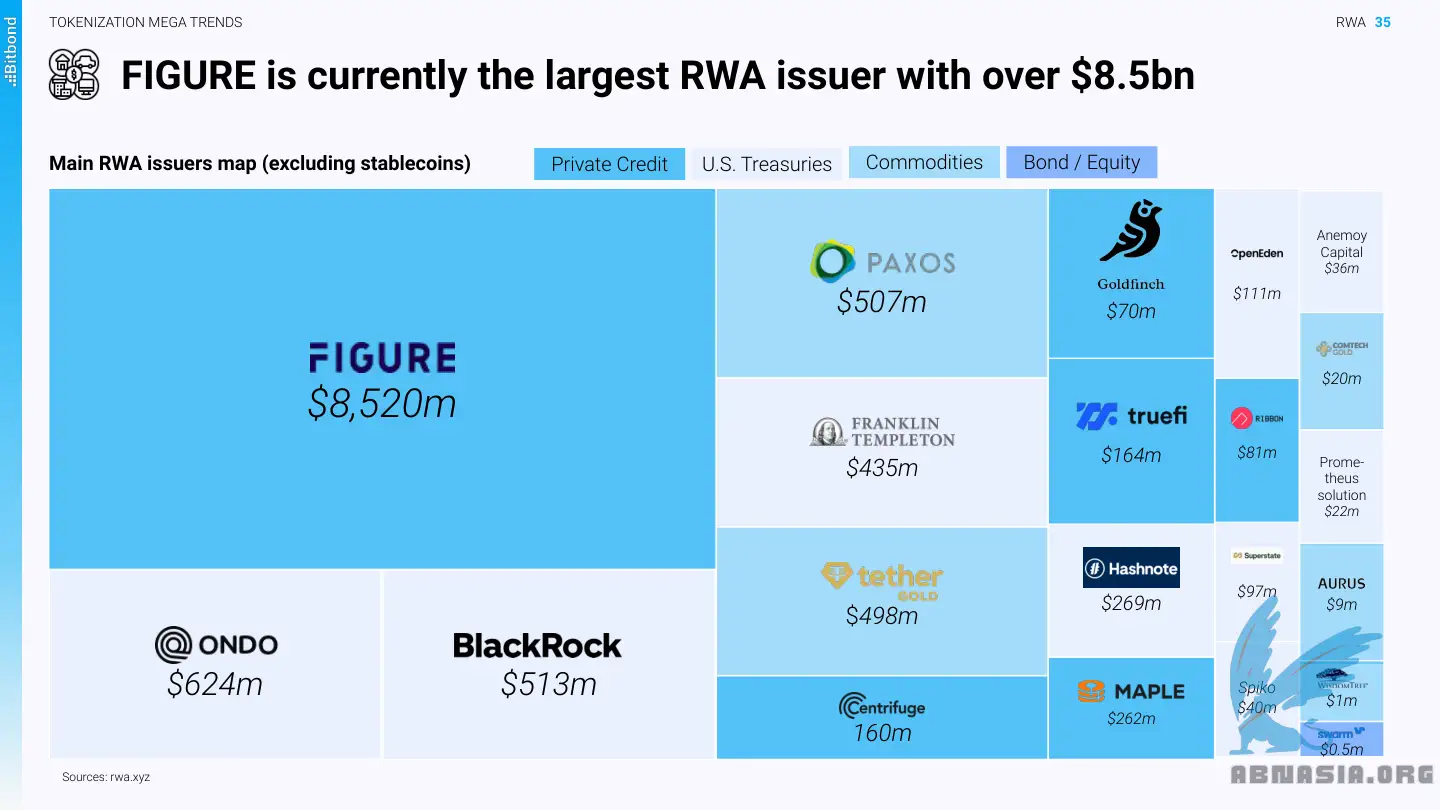 Bitbond
TOKENIZATION MEGA TRENDS
RWA 35
FIGURE is currently the largest RWA issuer with over $8.5bn
Main RWA issuers map (excluding stablecoins)
Private Credit
U.S. Treasuries
Commodities
Bond / Equity
FIGURE
$8,520m
ONDO
$624m
BlackRock
$513m
PAXOS
$507m
FRANKLIN
TEMPLETON
$435m
tether
GOLD
$498m
Centrifuge
160m
Goldfinch
$70m
truefi
$164m
Hashnote
$269m
MAPLE
$262m
OpenEden
$111m
RIBBON
$81m
Superstate
$97m
Spiko
$40m
Anemoy
Capital
$36m
COMTECH
GOLD
$20m
Prome-
theus
solution
$22m
AURUS
$9m
WISDOMTREE
$1m
swarm
$0.5m
Sources: rwa.xyz
ABNASIA.ORG